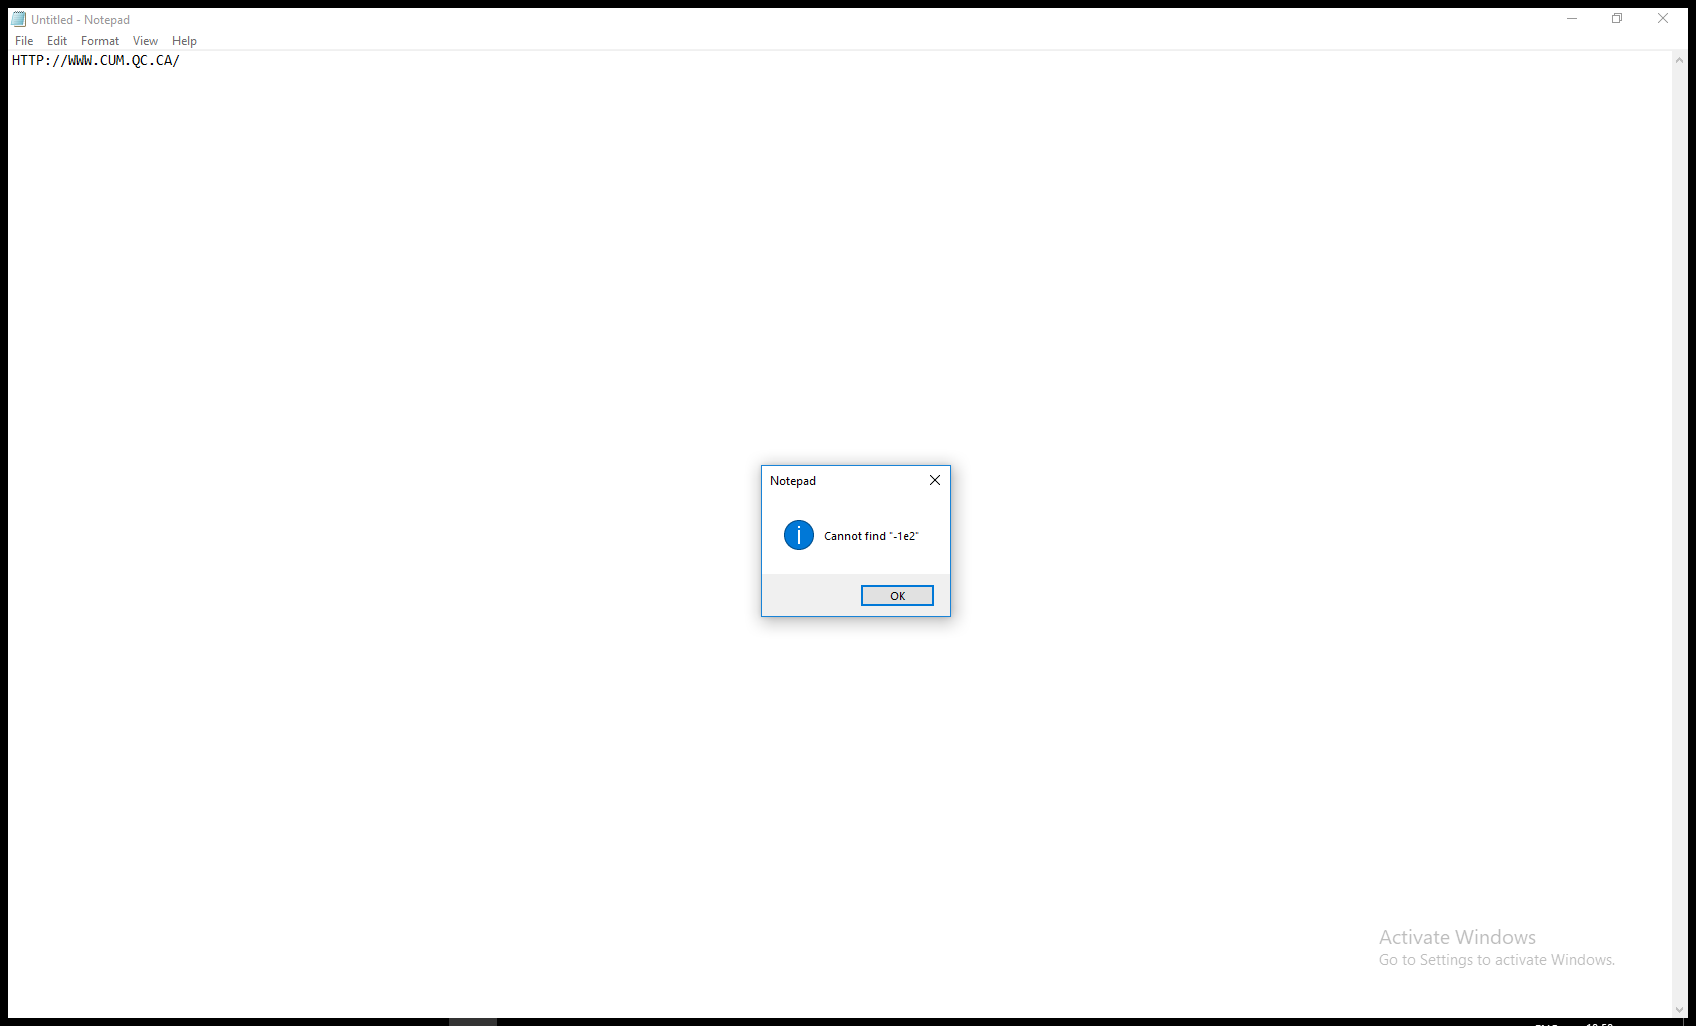 Untitled - Notepad
File Edit Format View Help
HTTP://WWW.CUM.QC.CA/
Notepad
Cannot find "-1e2"
OK
Activate Windows
Go to Settings to activate Windows.